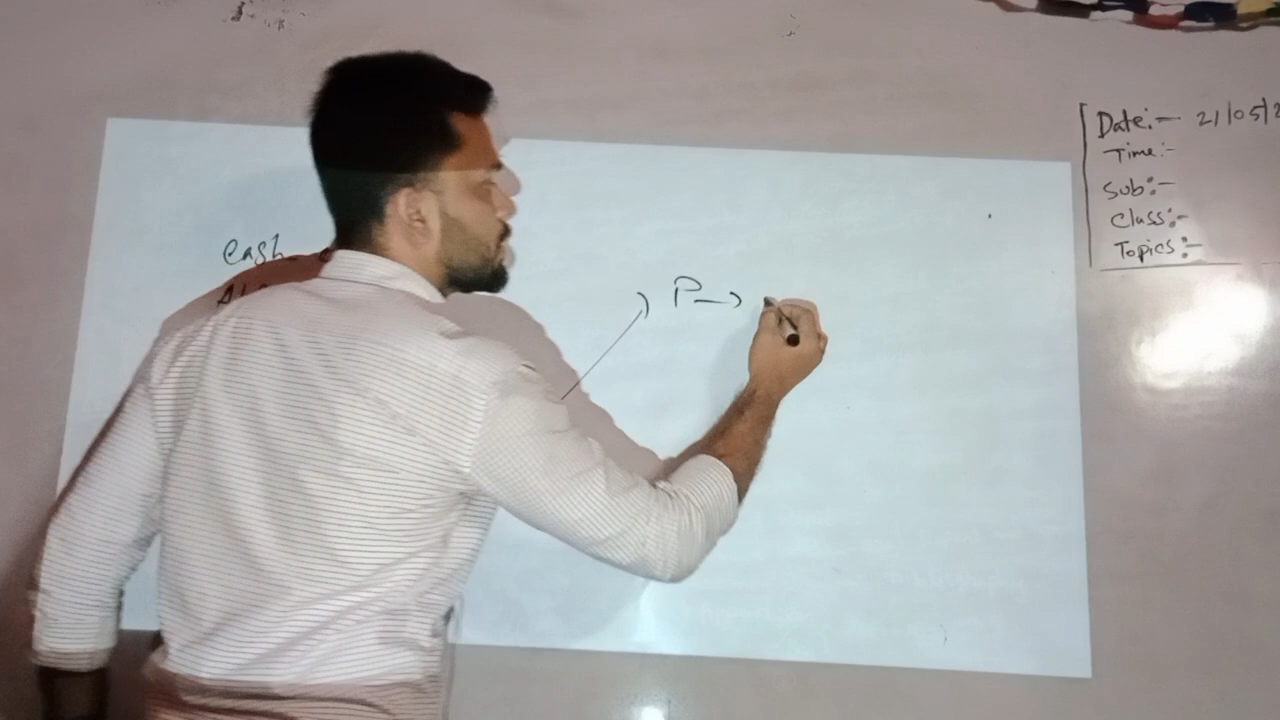 Cash
P →
Date:- 21/05/2
Time:-
Sub:-
Class:-
Topics:-